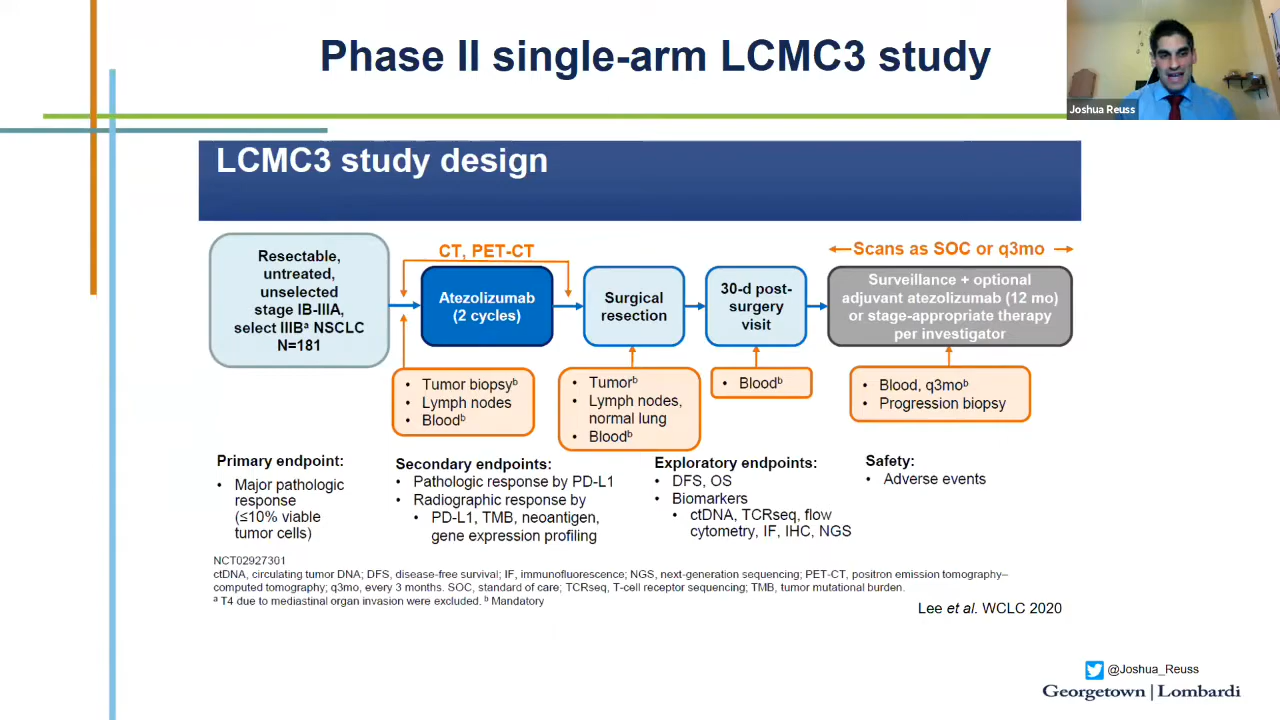 Phase II single-arm LCMC3 study
Joshua Reuss
LCMC3 study design
Resectable,
untreated,
unselected
stage IB-IIIA,
select IIIBᵃ NSCLC
N=181
CT, PET-CT
Atezolizumab
(2 cycles)
Surgical
resection
30-d post-
surgery
visit
Scans as SOC or q3mo
Surveillance + optional
adjuvant atezolizumab (12 mo)
or stage-appropriate therapy
per investigator
• Tumor biopsyᵇ
• Lymph nodes
• Bloodᵇ
• Tumorᵇ
• Lymph nodes,
normal lung
• Bloodᵇ
• Bloodᵇ
• Blood, q3moᵇ
• Progression biopsy
Primary endpoint:
• Major pathologic
response
(≤10% viable
tumor cells)
Secondary endpoints:
• Pathologic response by PD-L1
• Radiographic response by
• PD-L1, TMB, neoantigen,
gene expression profiling
Exploratory endpoints:
• DFS, OS
• Biomarkers
• ctDNA, TCRseq, flow
cytometry, IF, IHC, NGS
Safety:
• Adverse events
NCT02927301
ctDNA, circulating tumor DNA; DFS, disease-free survival; IF, immunofluorescence; NGS, next-generation sequencing; PET-CT, positron emission tomography–
computed tomography; q3mo, every 3 months. SOC, standard of care; TCRseq, T-cell receptor sequencing; TMB, tumor mutational burden.
ᵃ T4 due to mediastinal organ invasion were excluded. ᵇ Mandatory
Lee et al. WCLC 2020
@Joshua_Reuss
Georgetown | Lombardi